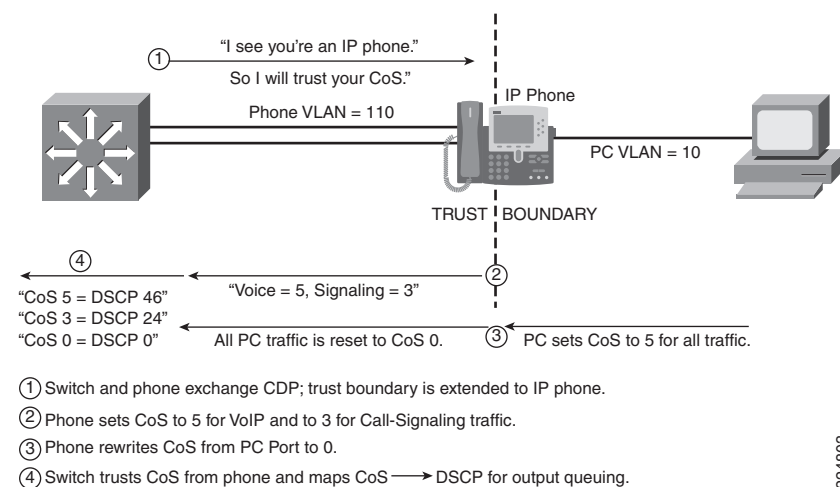 ①
“I see you’re an IP phone.”
So I will trust your CoS.”
Phone VLAN = 110
IP Phone
PC VLAN = 10
TRUST BOUNDARY
④
“CoS 5 = DSCP 46”
“CoS 3 = DSCP 24”
“CoS 0 = DSCP 0”
“Voice = 5, Signaling = 3”
②
All PC traffic is reset to CoS 0.
③
PC sets CoS to 5 for all traffic.
① Switch and phone exchange CDP; trust boundary is extended to IP phone.
② Phone sets CoS to 5 for VoIP and to 3 for Call-Signaling traffic.
③ Phone rewrites CoS from PC Port to 0.
④ Switch trusts CoS from phone and maps CoS → DSCP for output queuing.